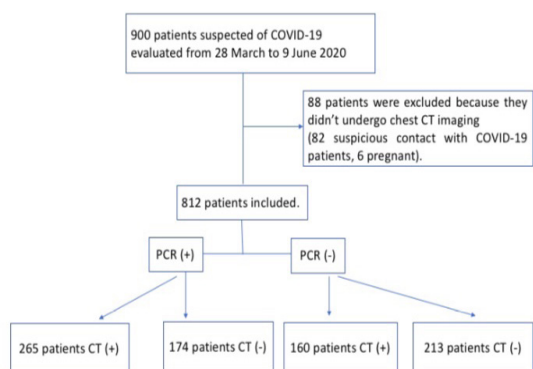 900 patients suspected of COVID-19
evaluated from 28 March to 9 June 2020
88 patients were excluded because they
didn't undergo chest CT imaging
(82 suspicious contact with COVID-19
patients, 6 pregnant).
812 patients included.
PCR (+)
PCR (-)
265 patients CT (+)
174 patients CT (-)
160 patients CT (+)
213 patients CT (-)